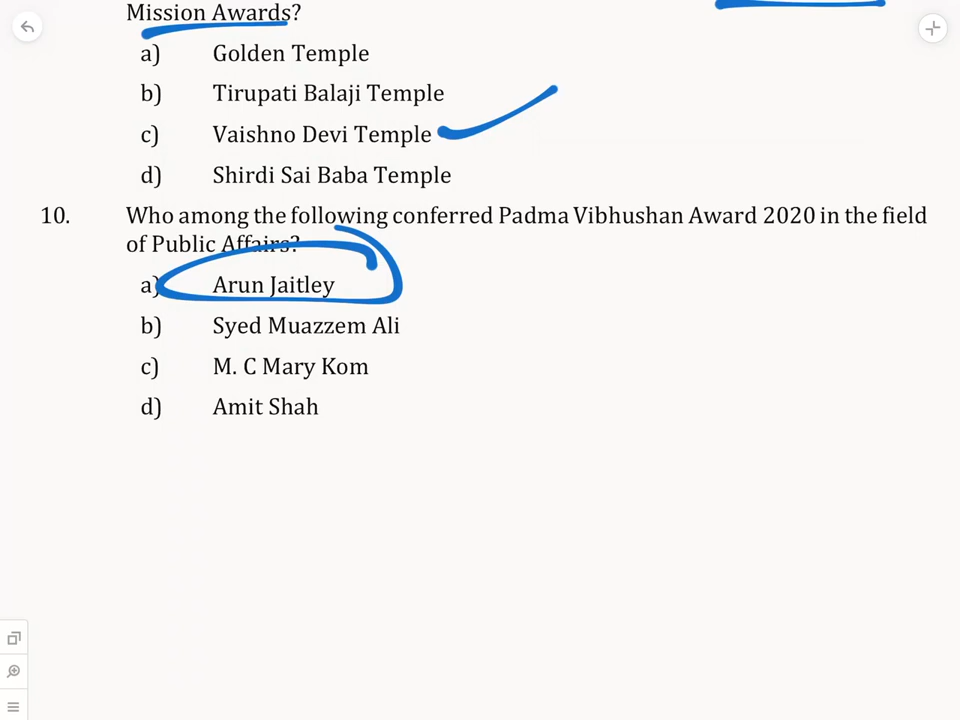 Mission Awards?
a) Golden Temple
b) Tirupati Balaji Temple
c) Vaishno Devi Temple
d) Shirdi Sai Baba Temple
10. Who among the following conferred Padma Vibhushan Award 2020 in the field
of Public Affairs?
a) Arun Jaitley
b) Syed Muazzem Ali
c) M. C Mary Kom
d) Amit Shah